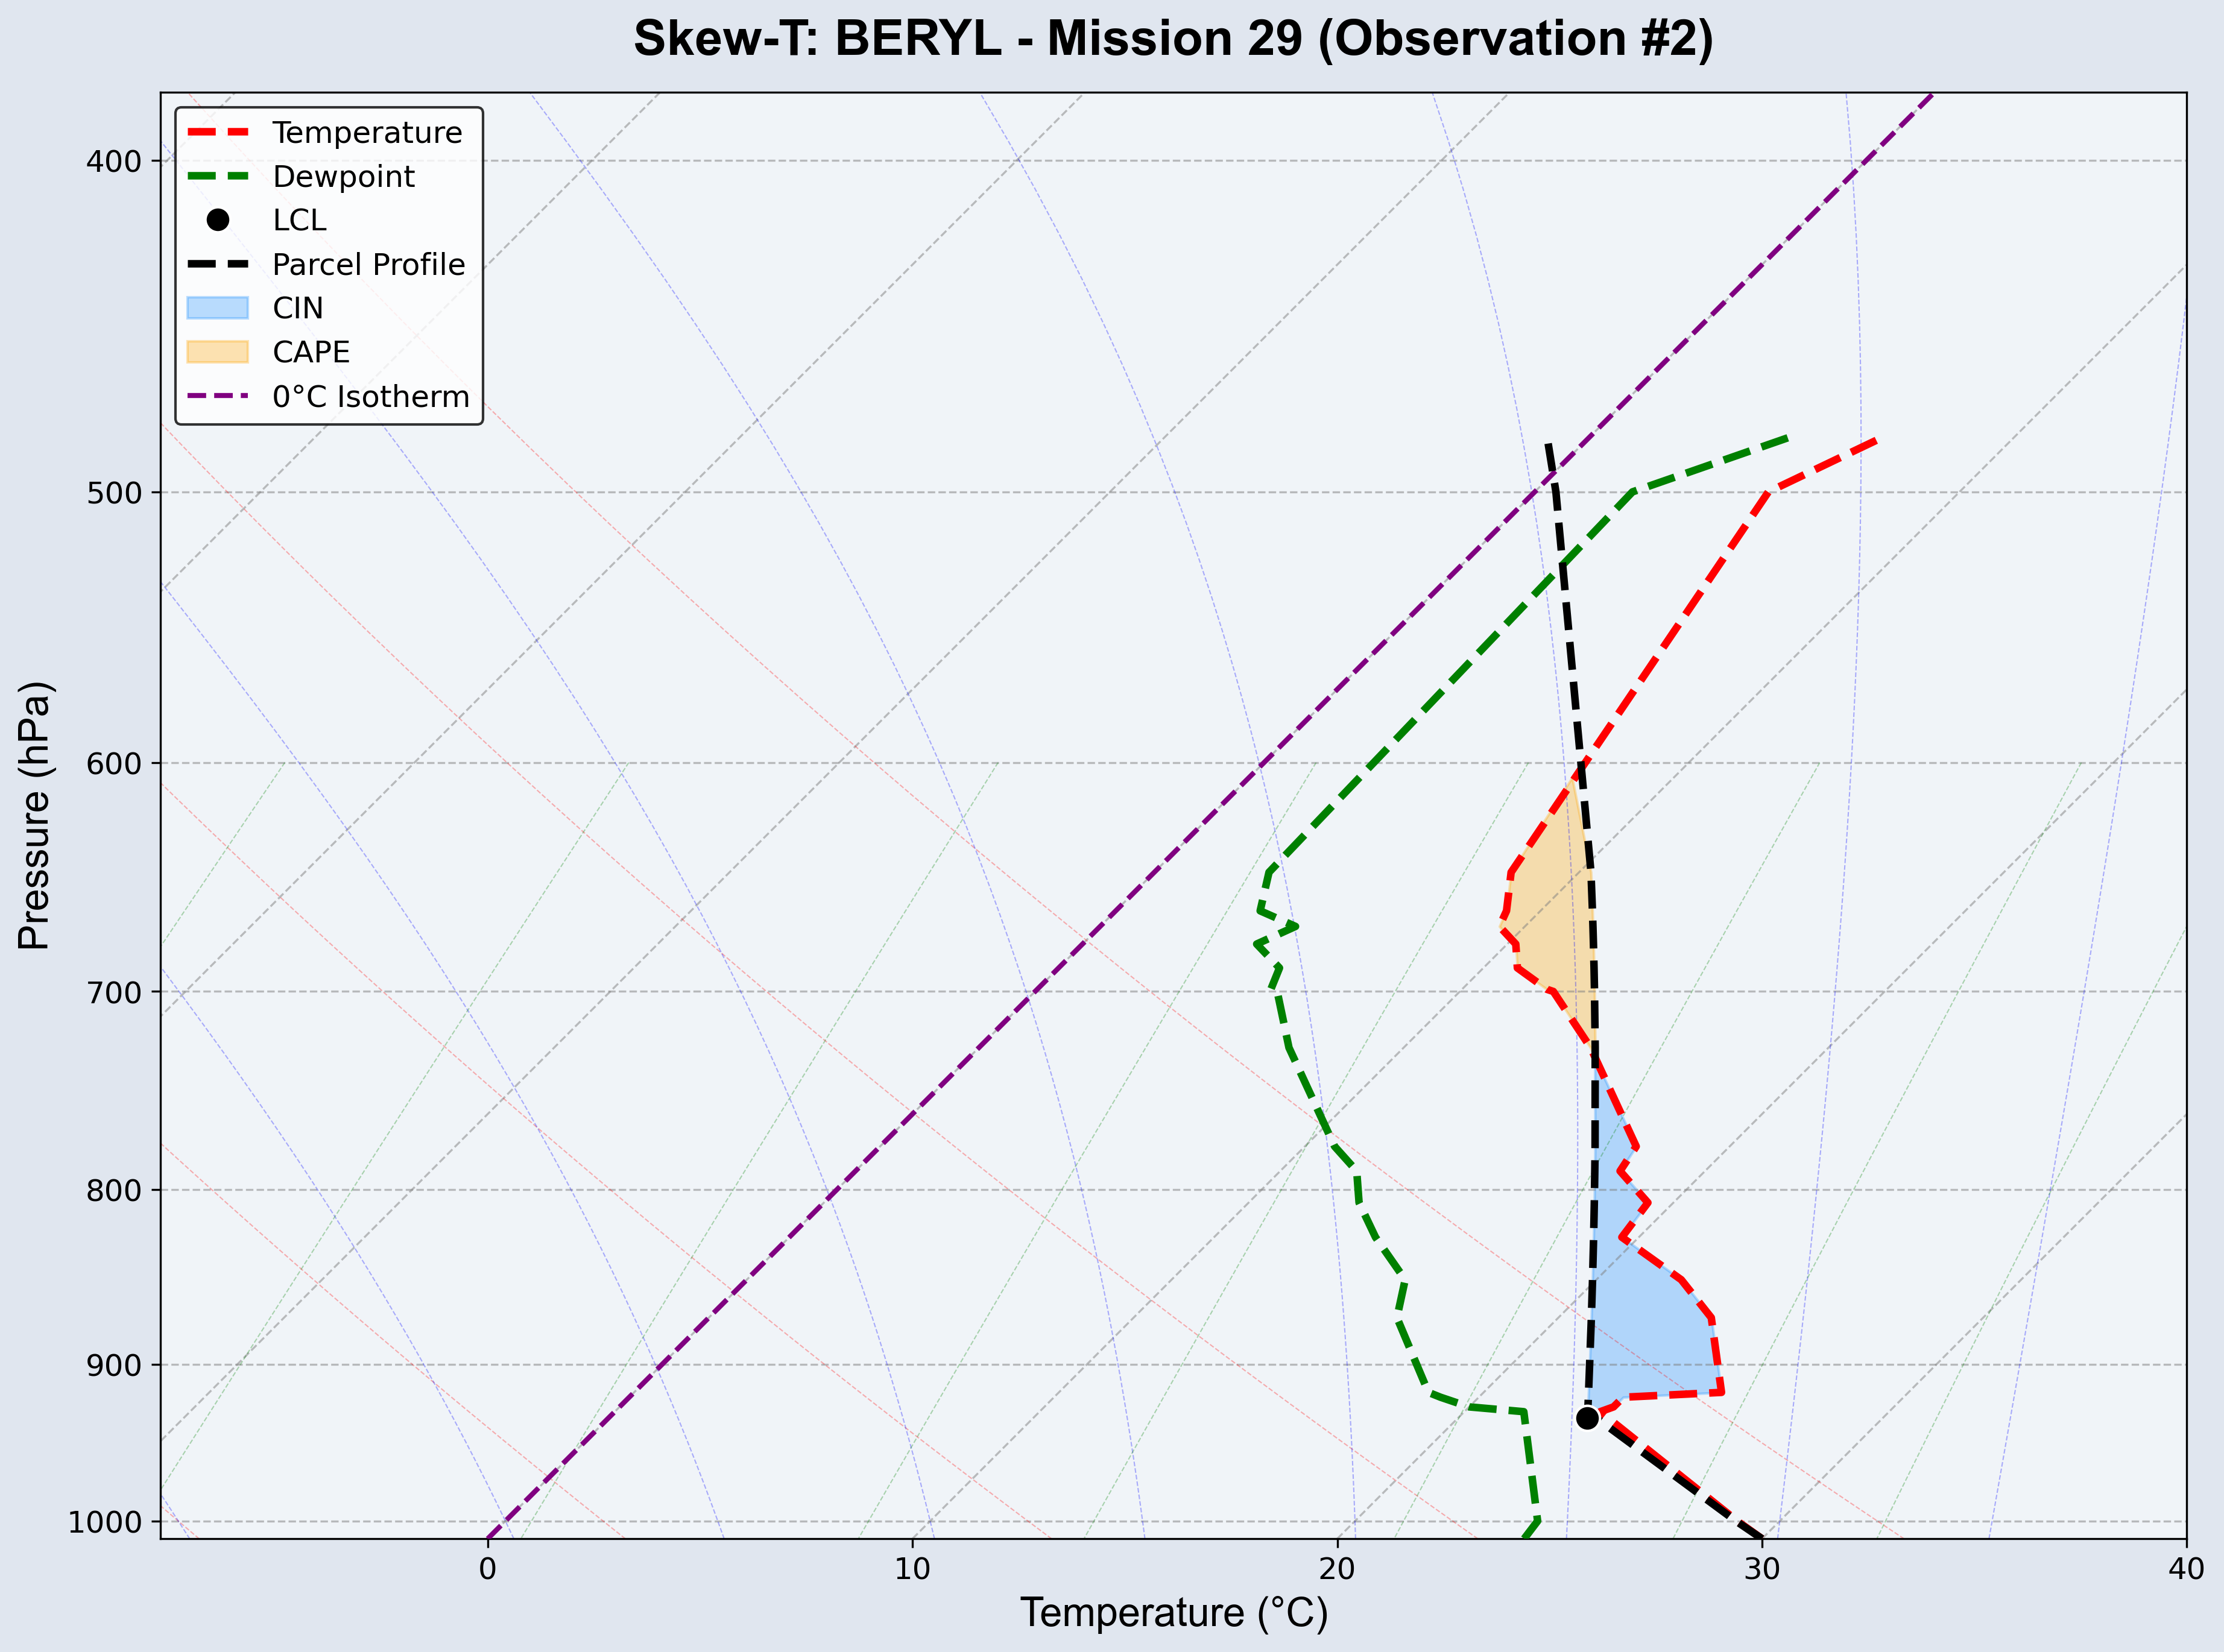 Skew-T: BERYL - Mission 29 (Observation #2)
Temperature
Dewpoint
LCL
Parcel Profile
CIN
CAPE
0°C Isotherm
400
500
600
700
800
900
1000
Pressure (hPa)
0 10 20 30 40
Temperature (°C)